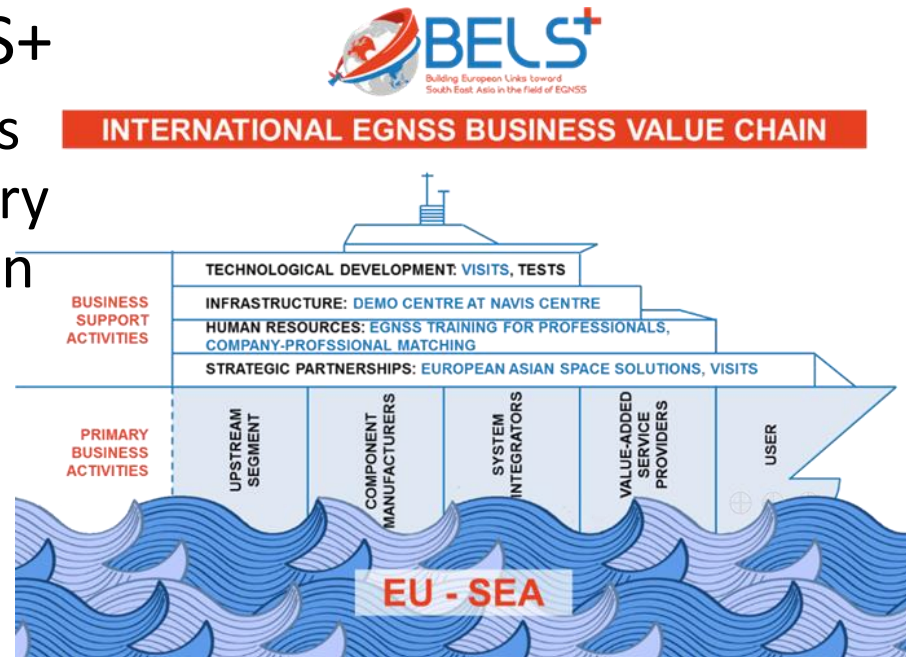 S+
s
ry
n
BELS+
Building European Links toward
South East Asia in the field of EGNSS
INTERNATIONAL EGNSS BUSINESS VALUE CHAIN
BUSINESS
SUPPORT
ACTIVITIES
TECHNOLOGICAL DEVELOPMENT: VISITS, TESTS
INFRASTRUCTURE: DEMO CENTRE AT NAVIS CENTRE
HUMAN RESOURCES: EGNSS TRAINING FOR PROFESSIONALS,
COMPANY-PROFSSIONAL MATCHING
STRATEGIC PARTNERSHIPS: EUROPEAN ASIAN SPACE SOLUTIONS, VISITS
PRIMARY
BUSINESS
ACTIVITIES
UPSTREAM
SEGMENT
COMPONENT
MANUFACTURERS
SYSTEM
INTEGRATORS
VALUE-ADDED
SERVICE
PROVIDERS
USER
EU - SEA